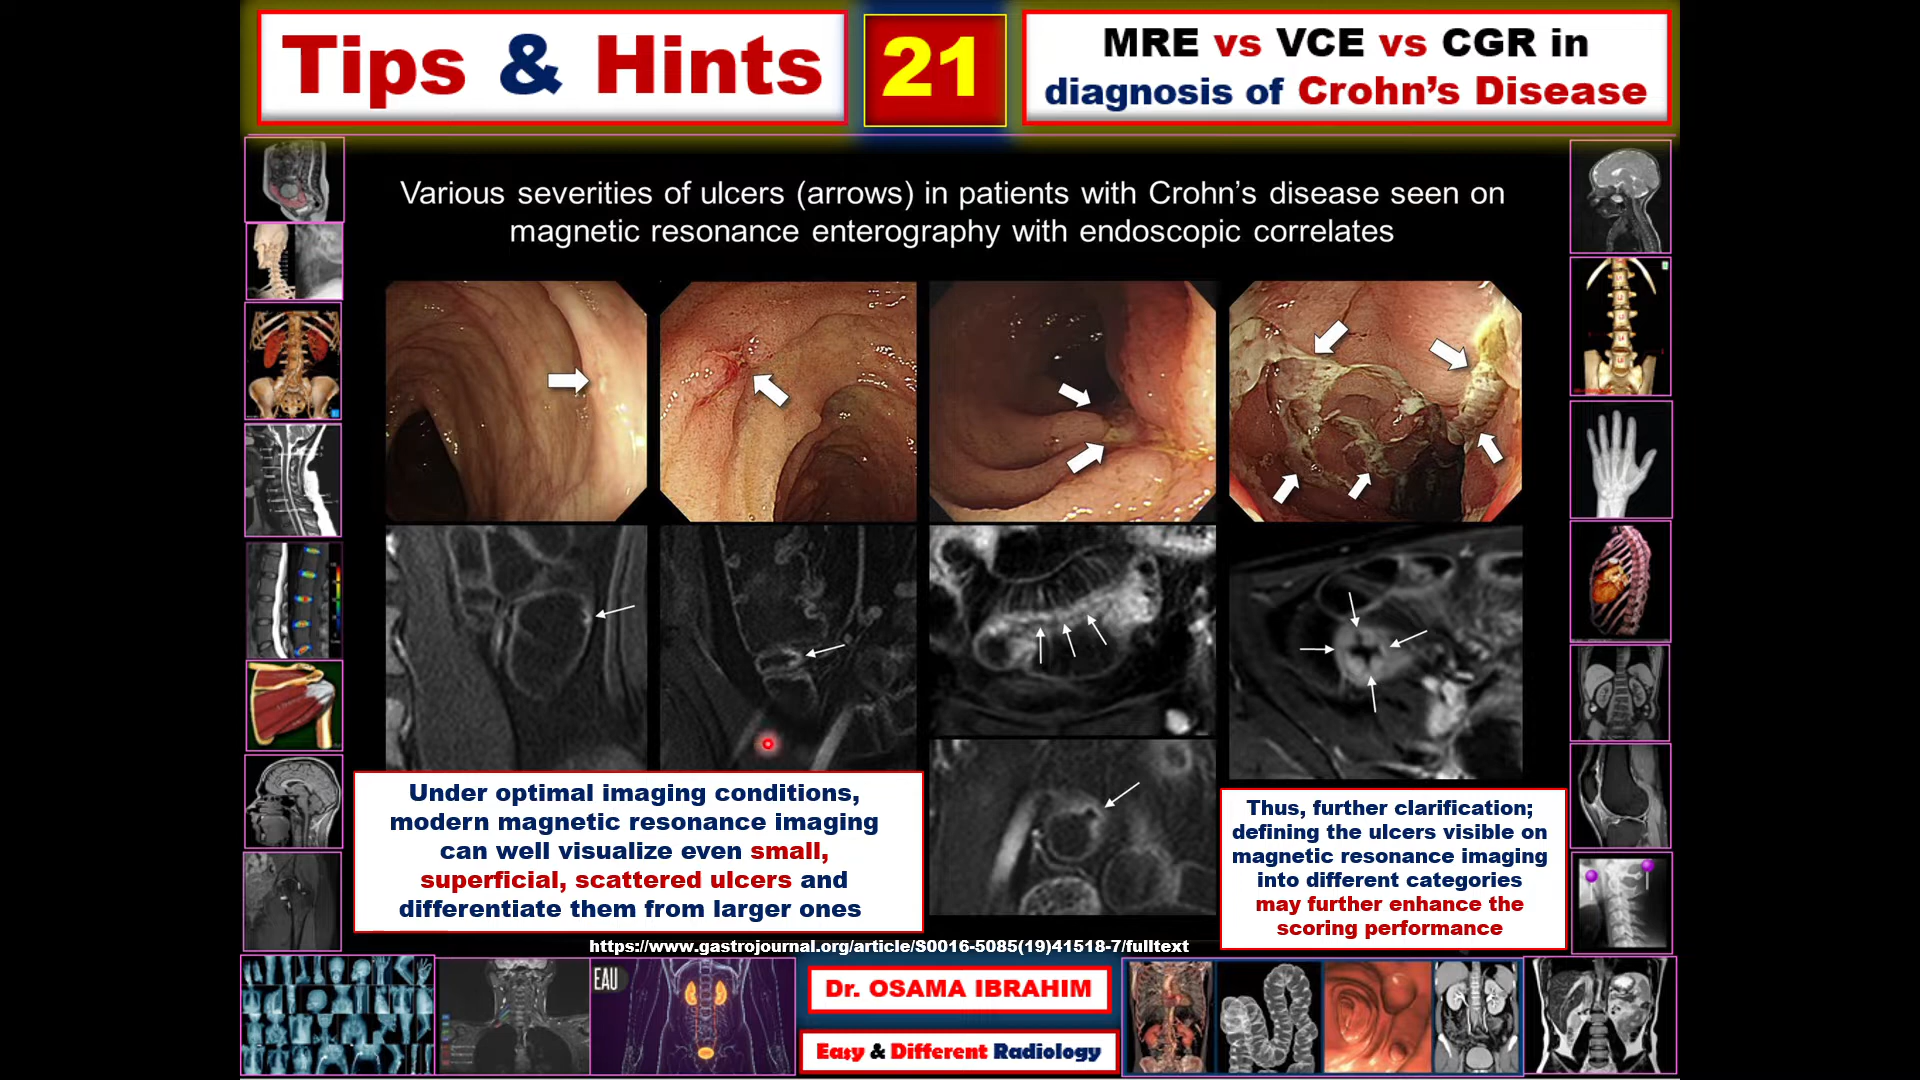 Tips & Hints
21
MRE vs VCE vs CGR in
diagnosis of Crohn's Disease
Various severities of ulcers (arrows) in patients with Crohn's disease seen on
magnetic resonance enterography with endoscopic correlates
Under optimal imaging conditions,
modern magnetic resonance imaging
can well visualize even small,
superficial, scattered ulcers and
differentiate them from larger ones
Thus, further clarification;
defining the ulcers visible on
magnetic resonance imaging
into different categories
may further enhance the
scoring performance
https://www.gastrojournal.org/article/S0016-5085(19)41518-7/fulltext
EAU
Dr. OSAMA IBRAHIM
Easy & Different Radiology